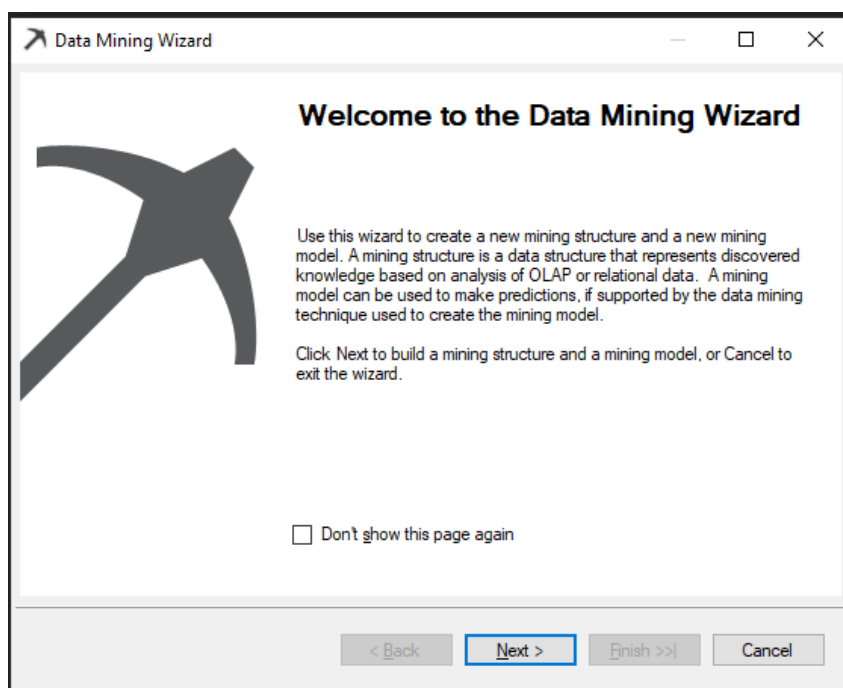 Data Mining Wizard
Welcome to the Data Mining Wizard
Use this wizard to create a new mining structure and a new mining
model. A mining structure is a data structure that represents discovered
knowledge based on analysis of OLAP or relational data. A mining
model can be used to make predictions, if supported by the data mining
technique used to create the mining model.
Click Next to build a mining structure and a mining model, or Cancel to
exit the wizard.
Don't show this page again
< Back Next > Finish >>| Cancel